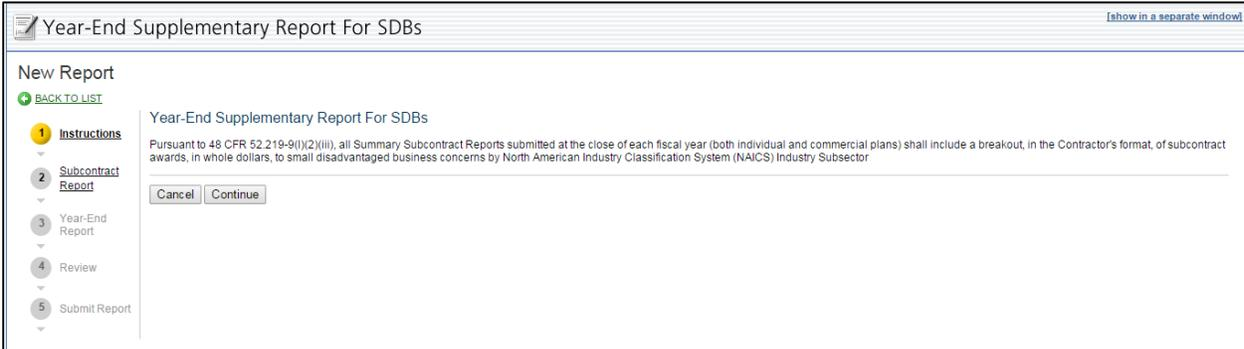 Year-End Supplementary Report For SDBs
[show in a separate window]
New Report
BACK TO LIST
1 Instructions
2 Subcontract
Report
3 Year-End
Report
4 Review
5 Submit Report
Year-End Supplementary Report For SDBs
Pursuant to 48 CFR 52.219-9(l)(2)(iii), all Summary Subcontract Reports submitted at the close of each fiscal year (both individual and commercial plans) shall include a breakout, in the Contractor's format, of subcontract
awards, in whole dollars, to small disadvantaged business concerns by North American Industry Classification System (NAICS) Industry Subsector
Cancel Continue